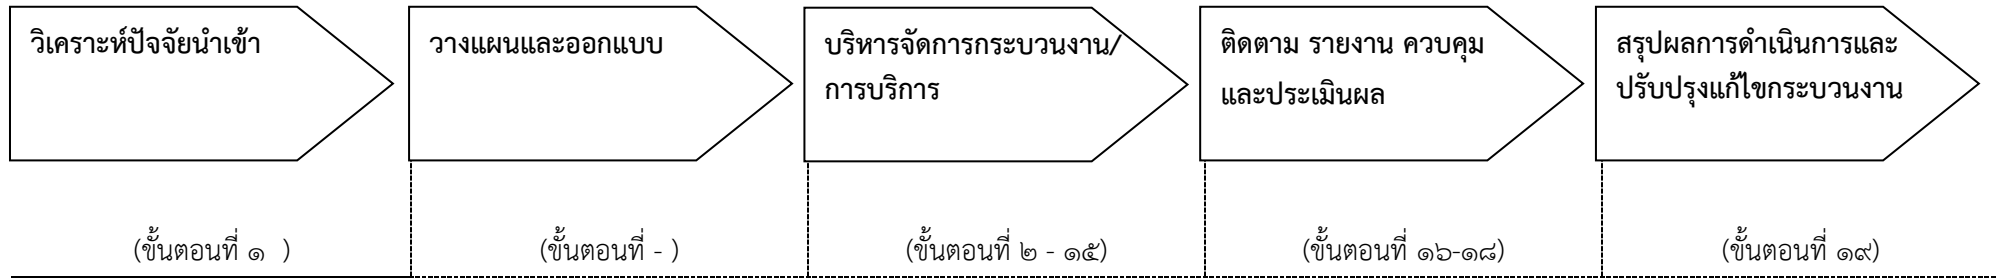 วิเคราะห์ปัจจัยนำเข้า
วางแผนและออกแบบ
บริหารจัดการกระบวนงาน/
การบริการ
ติดตาม รายงาน ควบคุม
และประเมินผล
สรุปผลการดำเนินการและ
ปรับปรุงแก้ไขกระบวนงาน
(ขั้นตอนที่ ๑ )
(ขั้นตอนที่ - )
(ขั้นตอนที่ ๒ - ๑๕)
(ขั้นตอนที่ ๑๖-๑๘)
(ขั้นตอนที่ ๑๙)